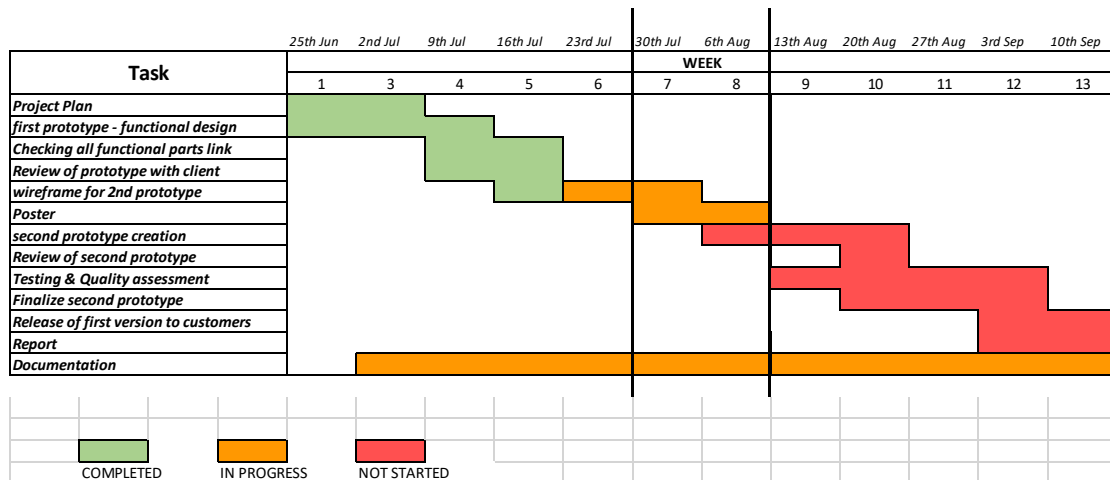 25th Jun 2nd Jul 9th Jul 16th Jul 23rd Jul 30th Jul 6th Aug 13th Aug 20th Aug 27th Aug 3rd Sep 10th Sep
Task WEEK
1 3 4 5 6 7 8 9 10 11 12 13
Project Plan
first prototype - functional design
Checking all functional parts link
Review of prototype with client
wireframe for 2nd prototype
Poster
second prototype creation
Review of second prototype
Testing & Quality assessment
Finalize second prototype
Release of first version to customers
Report
Documentation
COMPLETED IN PROGRESS NOT STARTED